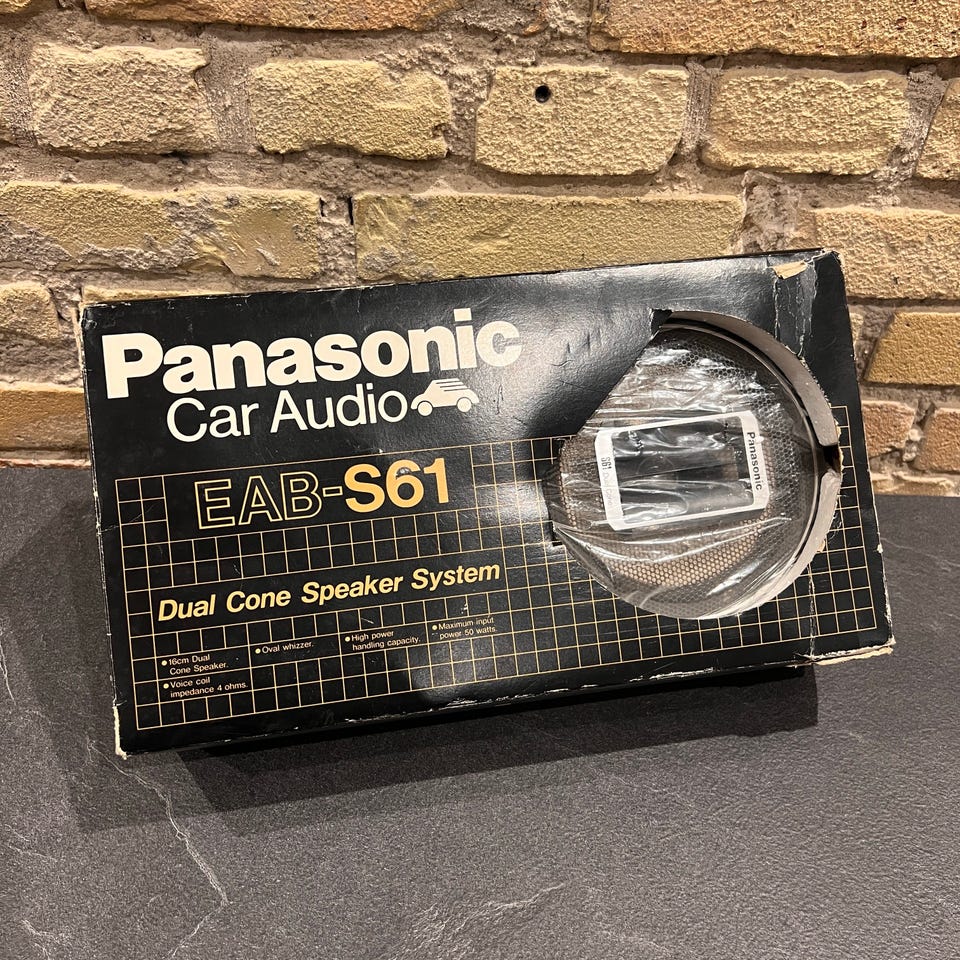 Panasonic
Car Audio
EAB-S61
Dual Cone Speaker System
• 16cm Dual
Cone Speaker.
• Voice coil
impedance 4 ohms.
• Oval whizzer.
• High power
handling capacity.
• Maximum input
power 50 watts.
Panasonic
S61